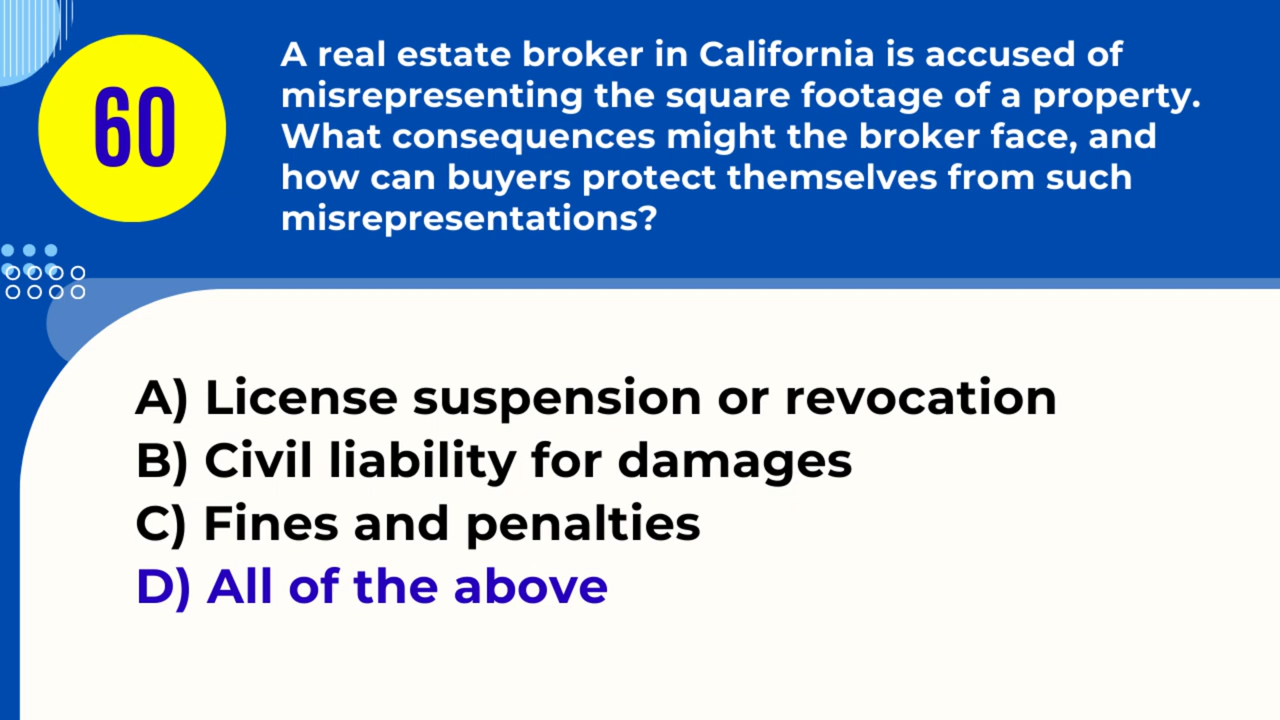 60
A real estate broker in California is accused of
misrepresenting the square footage of a property.
What consequences might the broker face, and
how can buyers protect themselves from such
misrepresentations?
A) License suspension or revocation
B) Civil liability for damages
C) Fines and penalties
D) All of the above